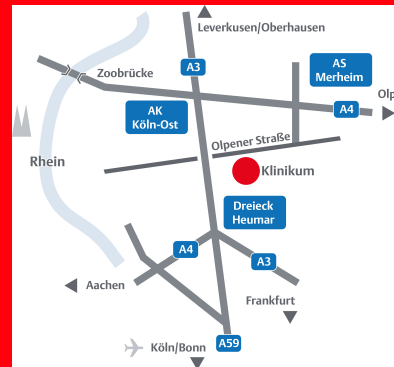 Leverkusen/Oberhausen
A3
AS
Merheim
Zoobrücke
Olp
A4
AK
Köln-Ost
Olpener Straße
Rhein
Klinikum
Dreieck
Heumar
A4
A3
Aachen
Frankfurt
A59
Köln/Bonn